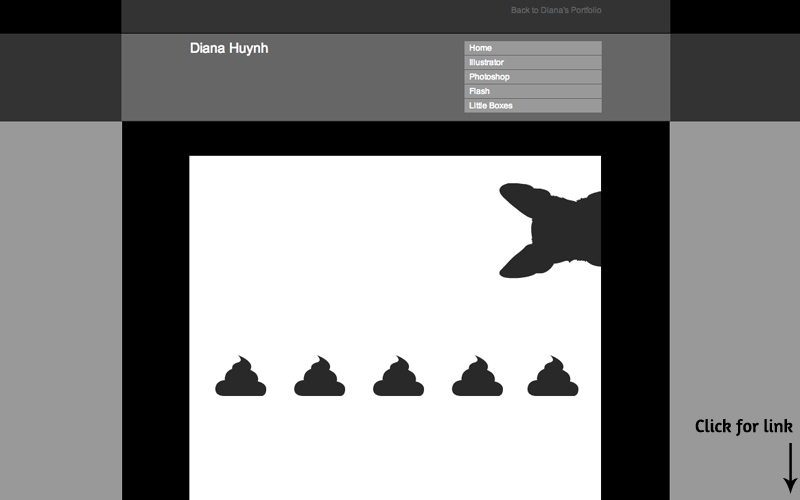 Back to Diana's Portfolio
Diana Huynh
Home
Illustrator
Photoshop
Flash
Little Boxes
Click for link